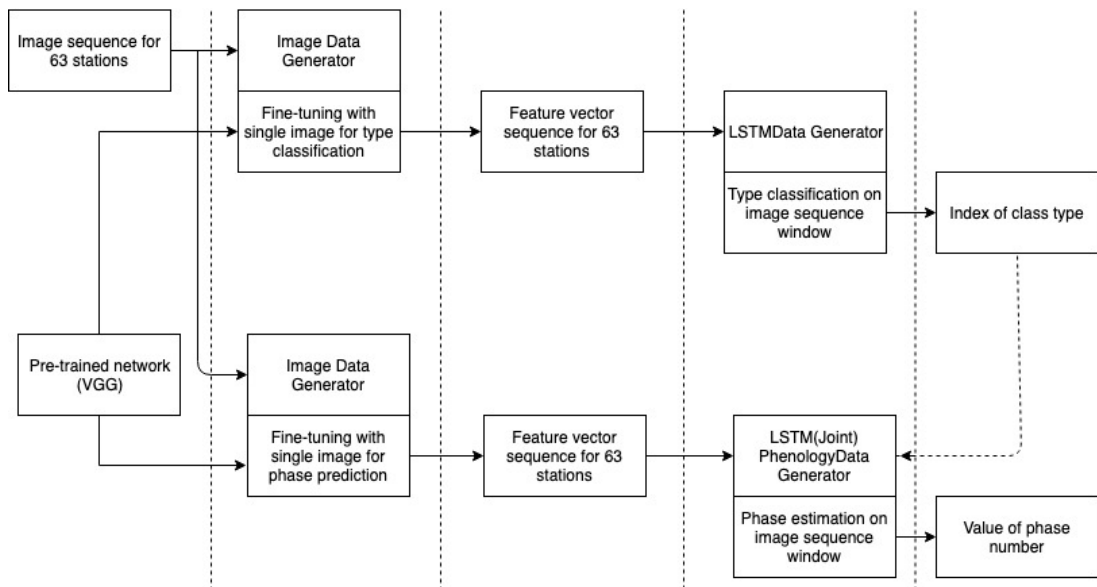 Image sequence for
63 stations
Image Data
Generator
Fine-tuning with
single image for type
classification
Feature vector
sequence for 63
stations
LSTMData Generator
Type classification on
image sequence
window
Index of class type
Pre-trained network
(VGG)
Image Data
Generator
Fine-tuning with
single image for
phase prediction
Feature vector
sequence for 63
stations
LSTM(Joint)
PhenologyData
Generator
Phase estimation on
image sequence
window
Value of phase
number